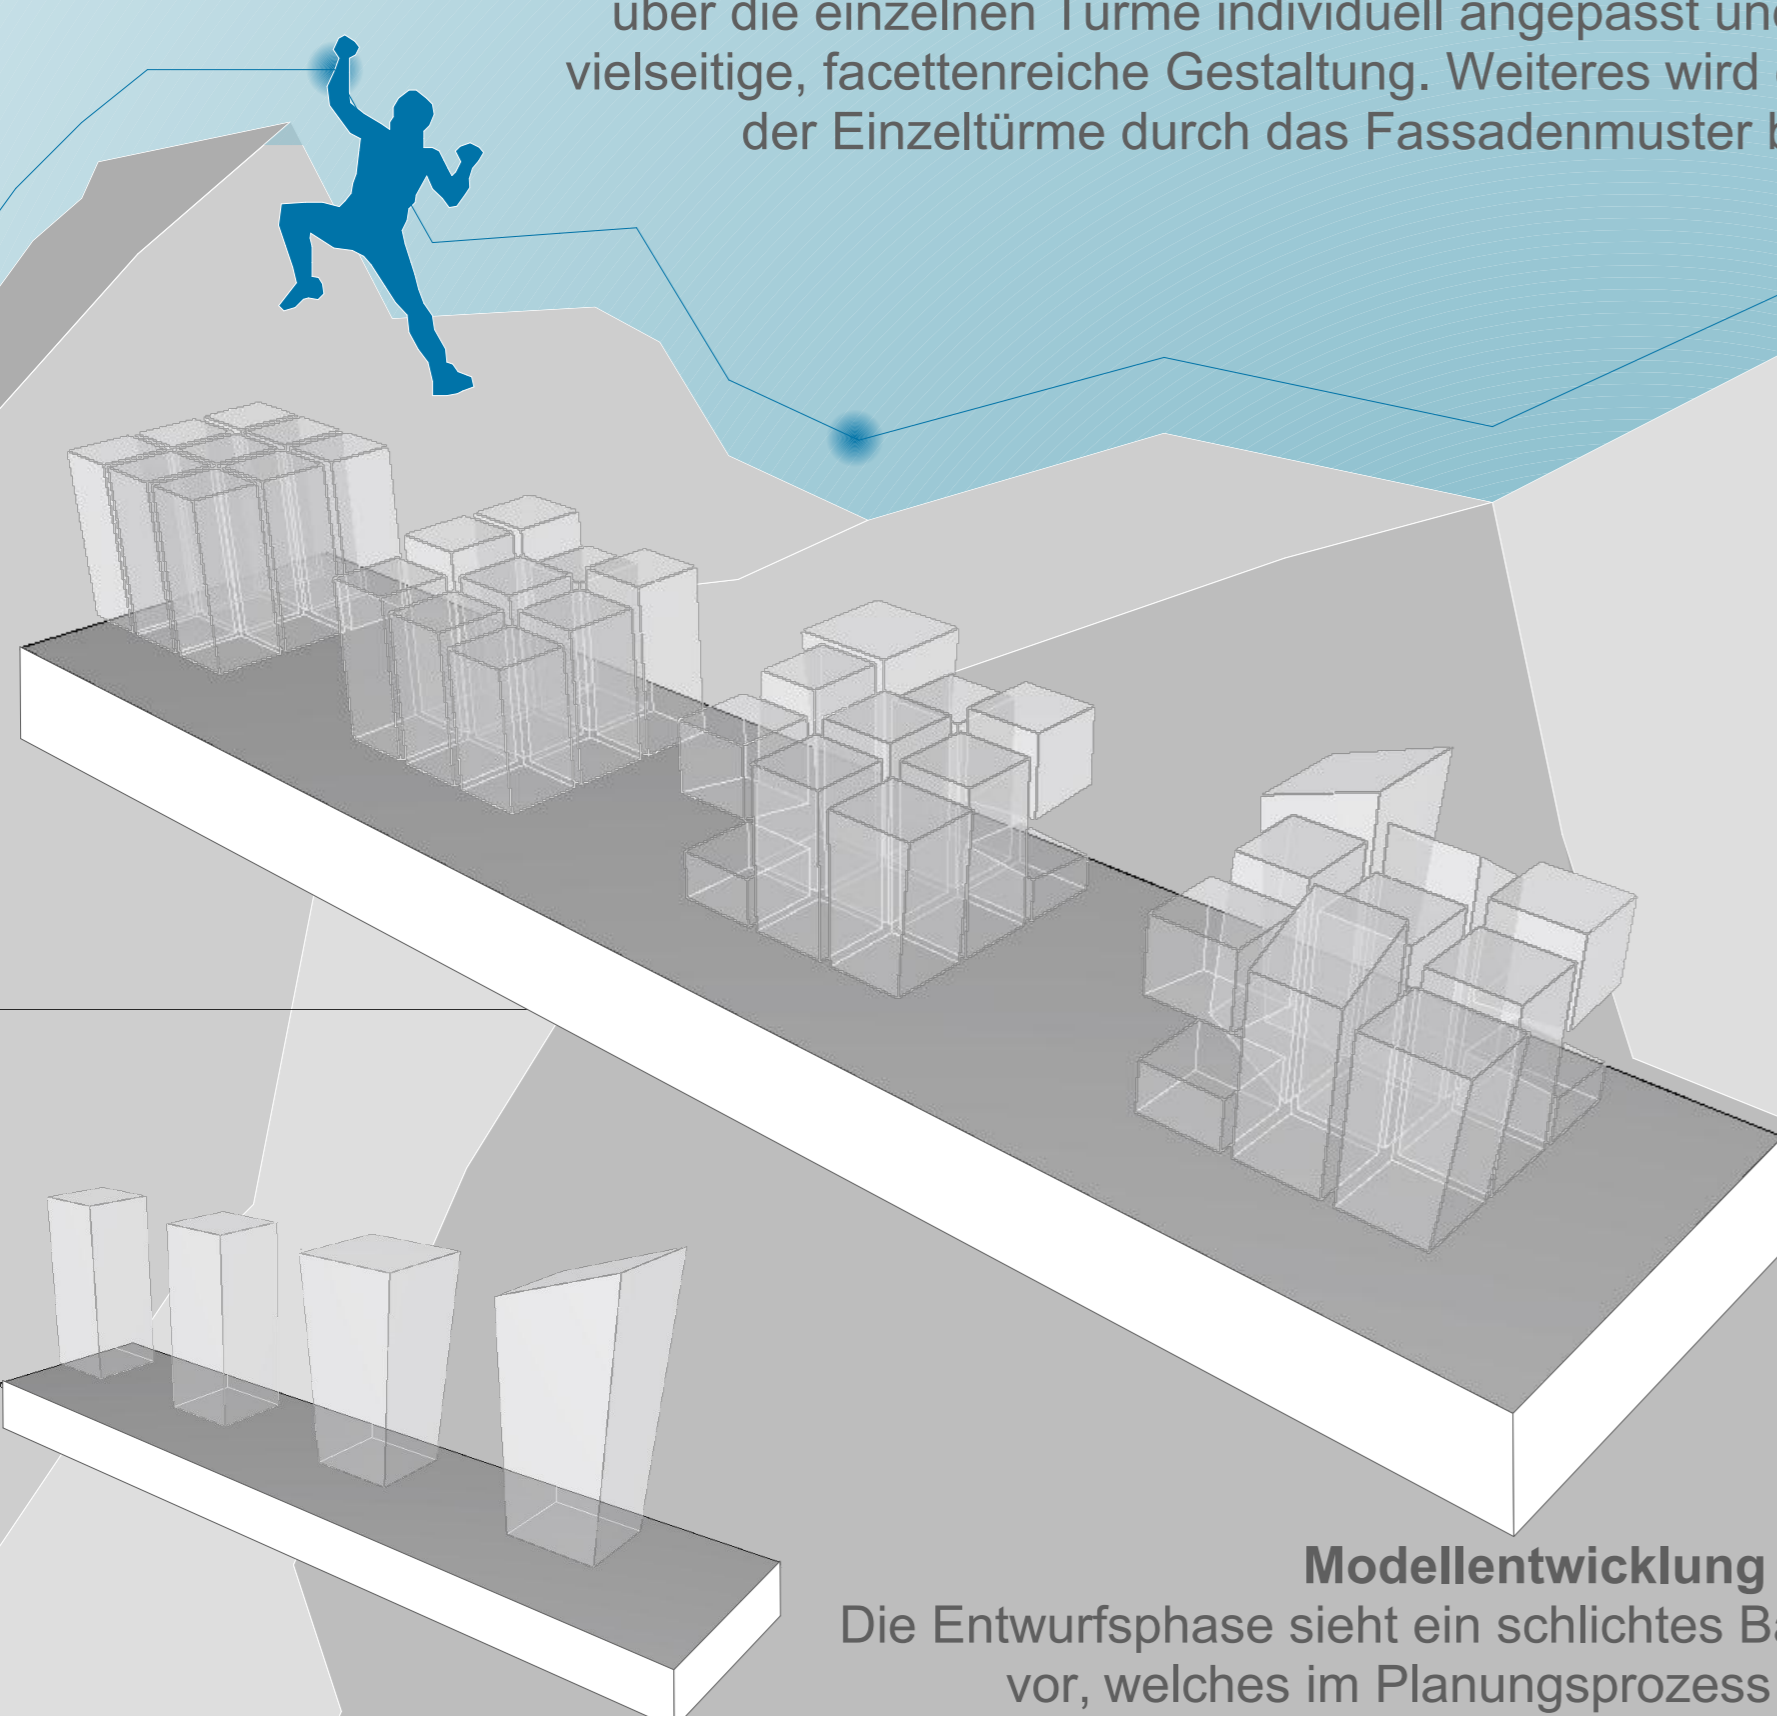 über die einzelnen Türme individuell angepasst und
vielseitige, facettenreiche Gestaltung. Weiteres wird
der Einzeltürme durch das Fassadenmuster
Modellentwicklung
Die Entwurfsphase sieht ein schlichtes
vor, welches im Planungsprozess